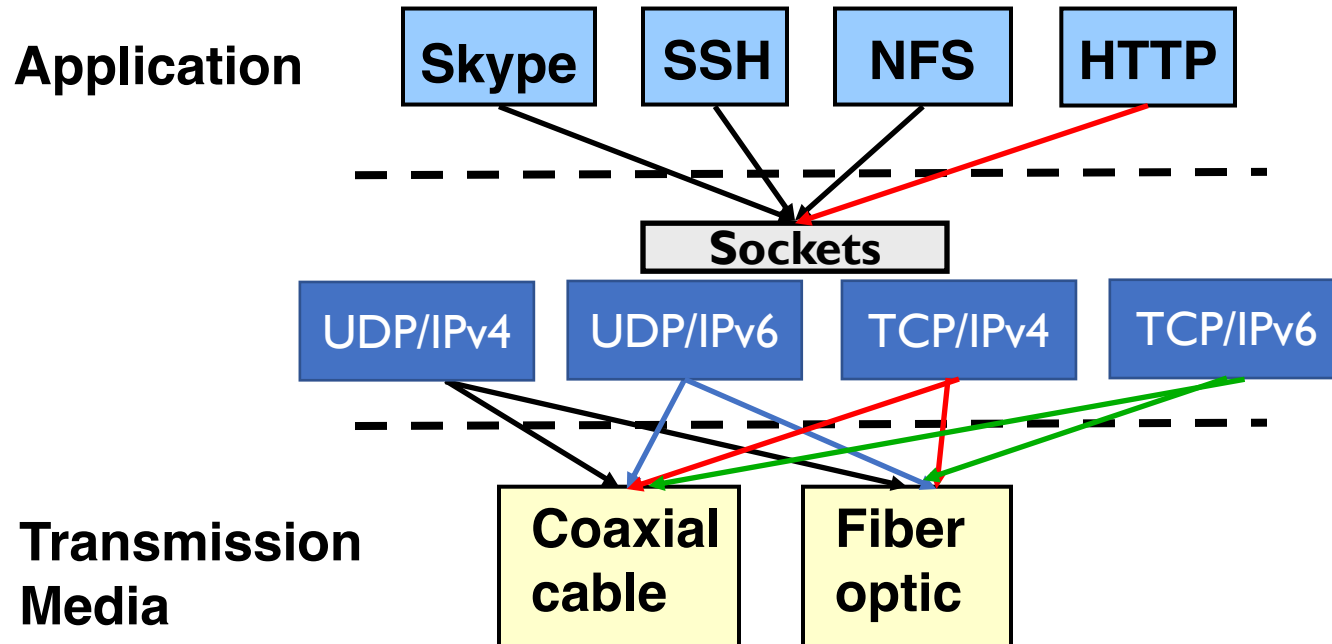 Application
Skype
SSH
NFS
HTTP
Sockets
UDP/IPv4
UDP/IPv6
TCP/IPv4
TCP/IPv6
Transmission
Media
Coaxial
cable
Fiber
optic